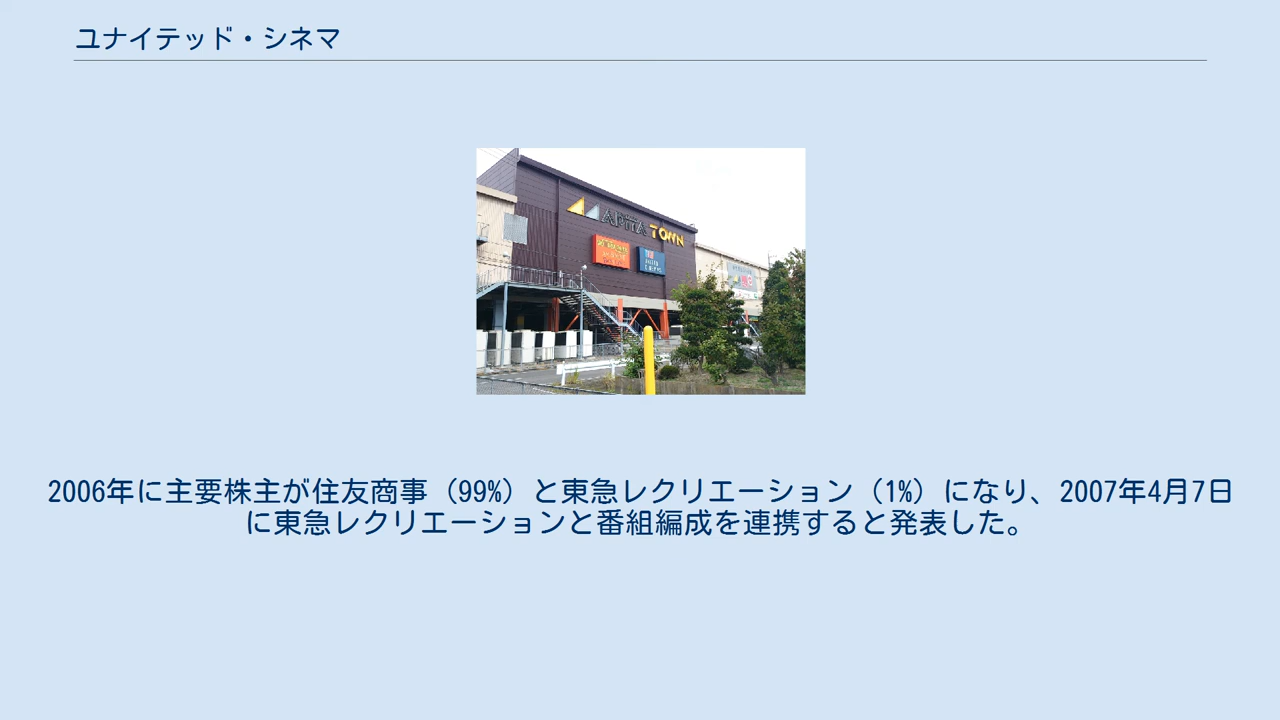 ユナイテッド・シネマ
APITA TOWN
2006年に主要株主が住友商事（99%）と東急レクリエーション（1%）になり、2007年4月7日
に東急レクリエーションと番組編成を連携すると発表した。